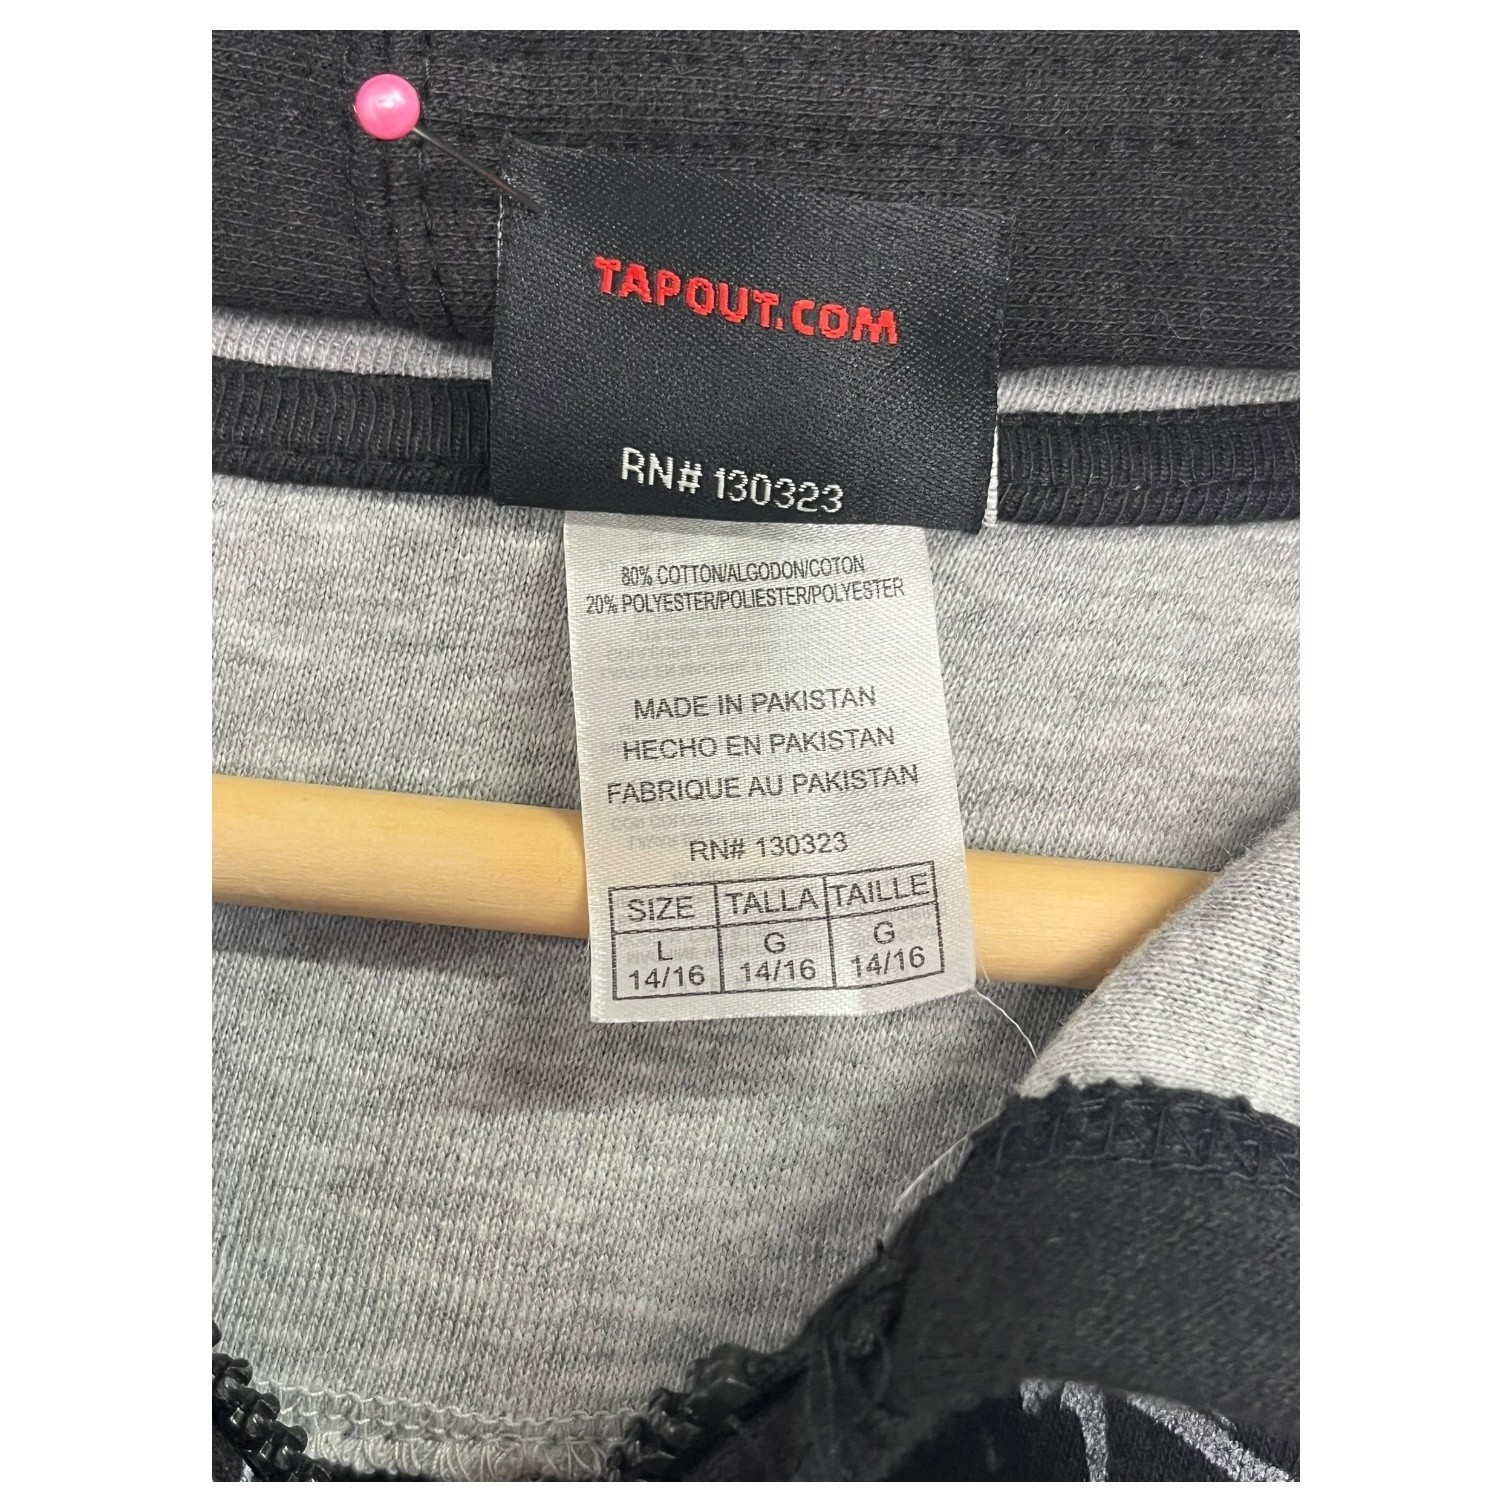 TAPOUT.COM
RN# 130323
80% COTTON/ALGODON/COTON
20% POLYESTER/POLIESTER/POLYESTER
MADE IN PAKISTAN
HECHO EN PAKISTAN
FABRIQUE AU PAKISTAN
RN# 130323
SIZE TALLA TAILLE
L G G
14/16 14/16 14/16